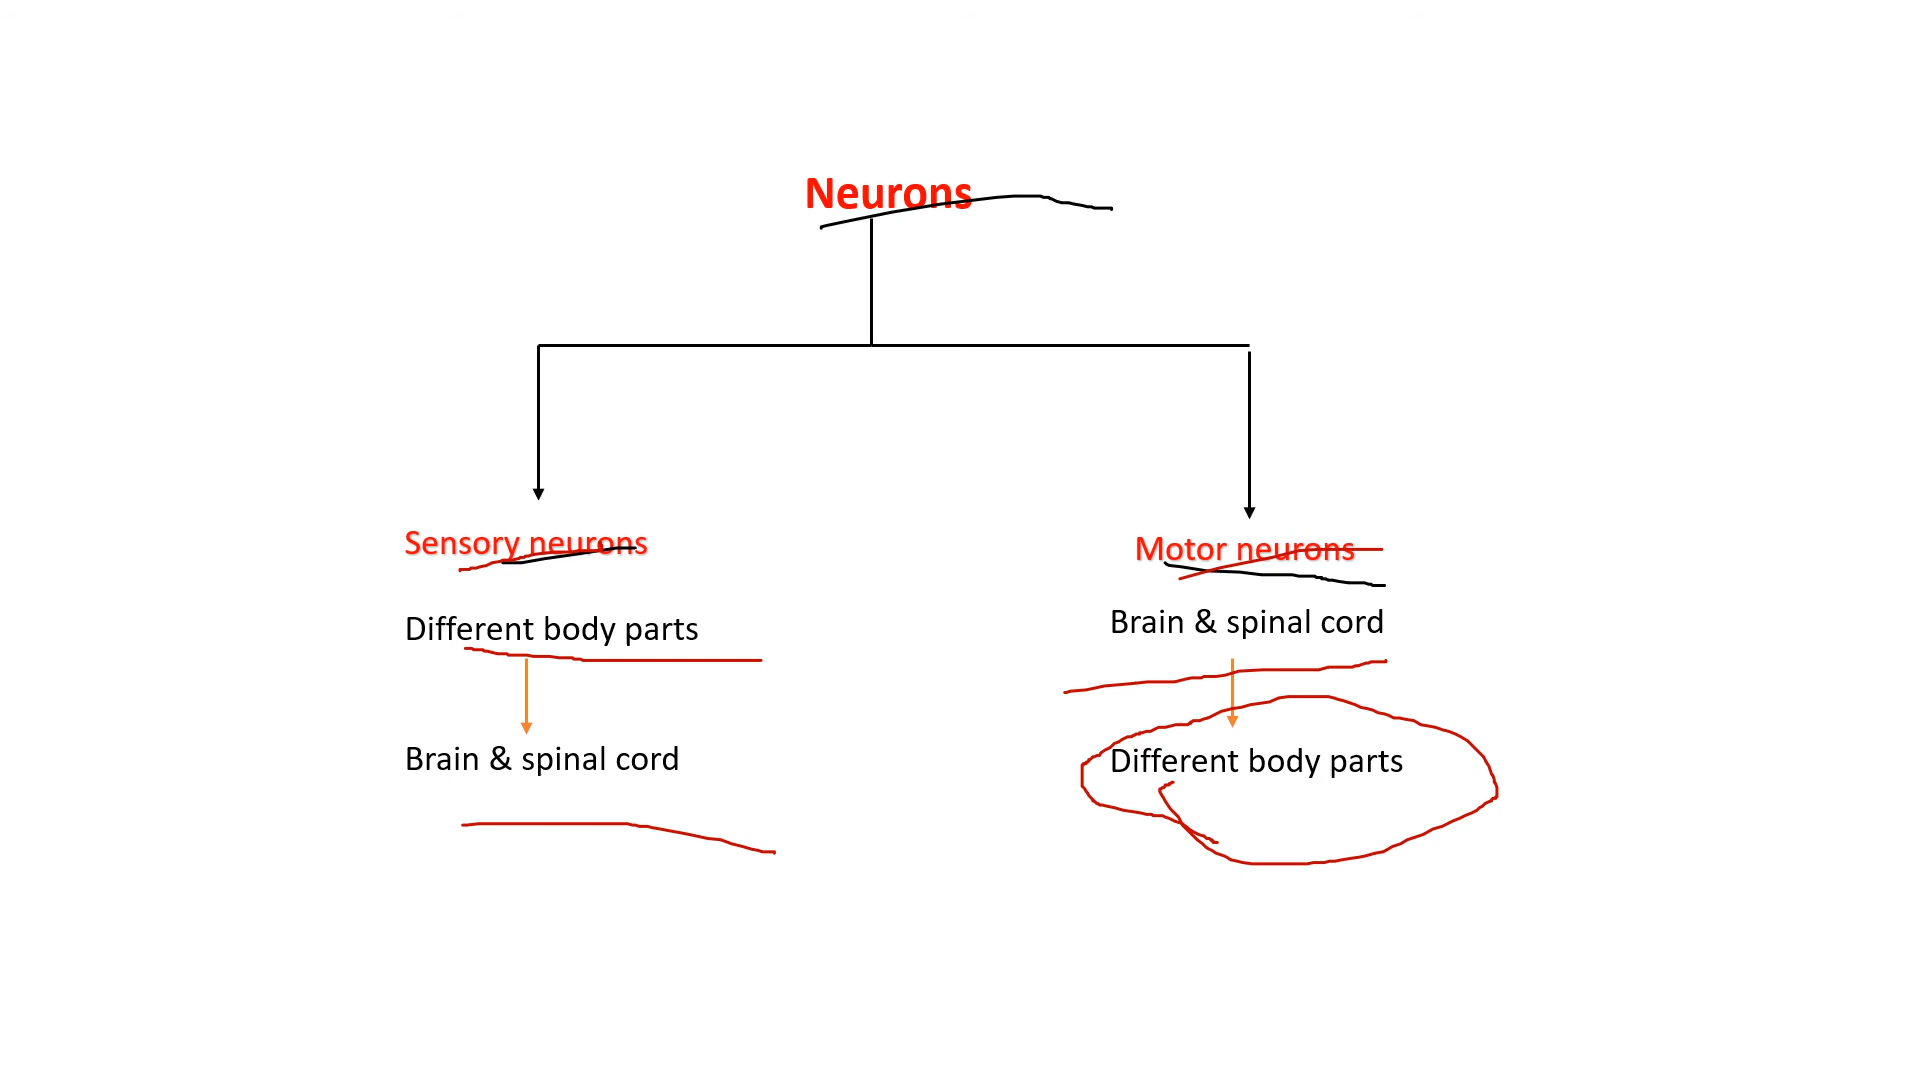 Neurons
Sensory neurons
Different body parts
Brain & spinal cord
Motor neurons
Brain & spinal cord
Different body parts